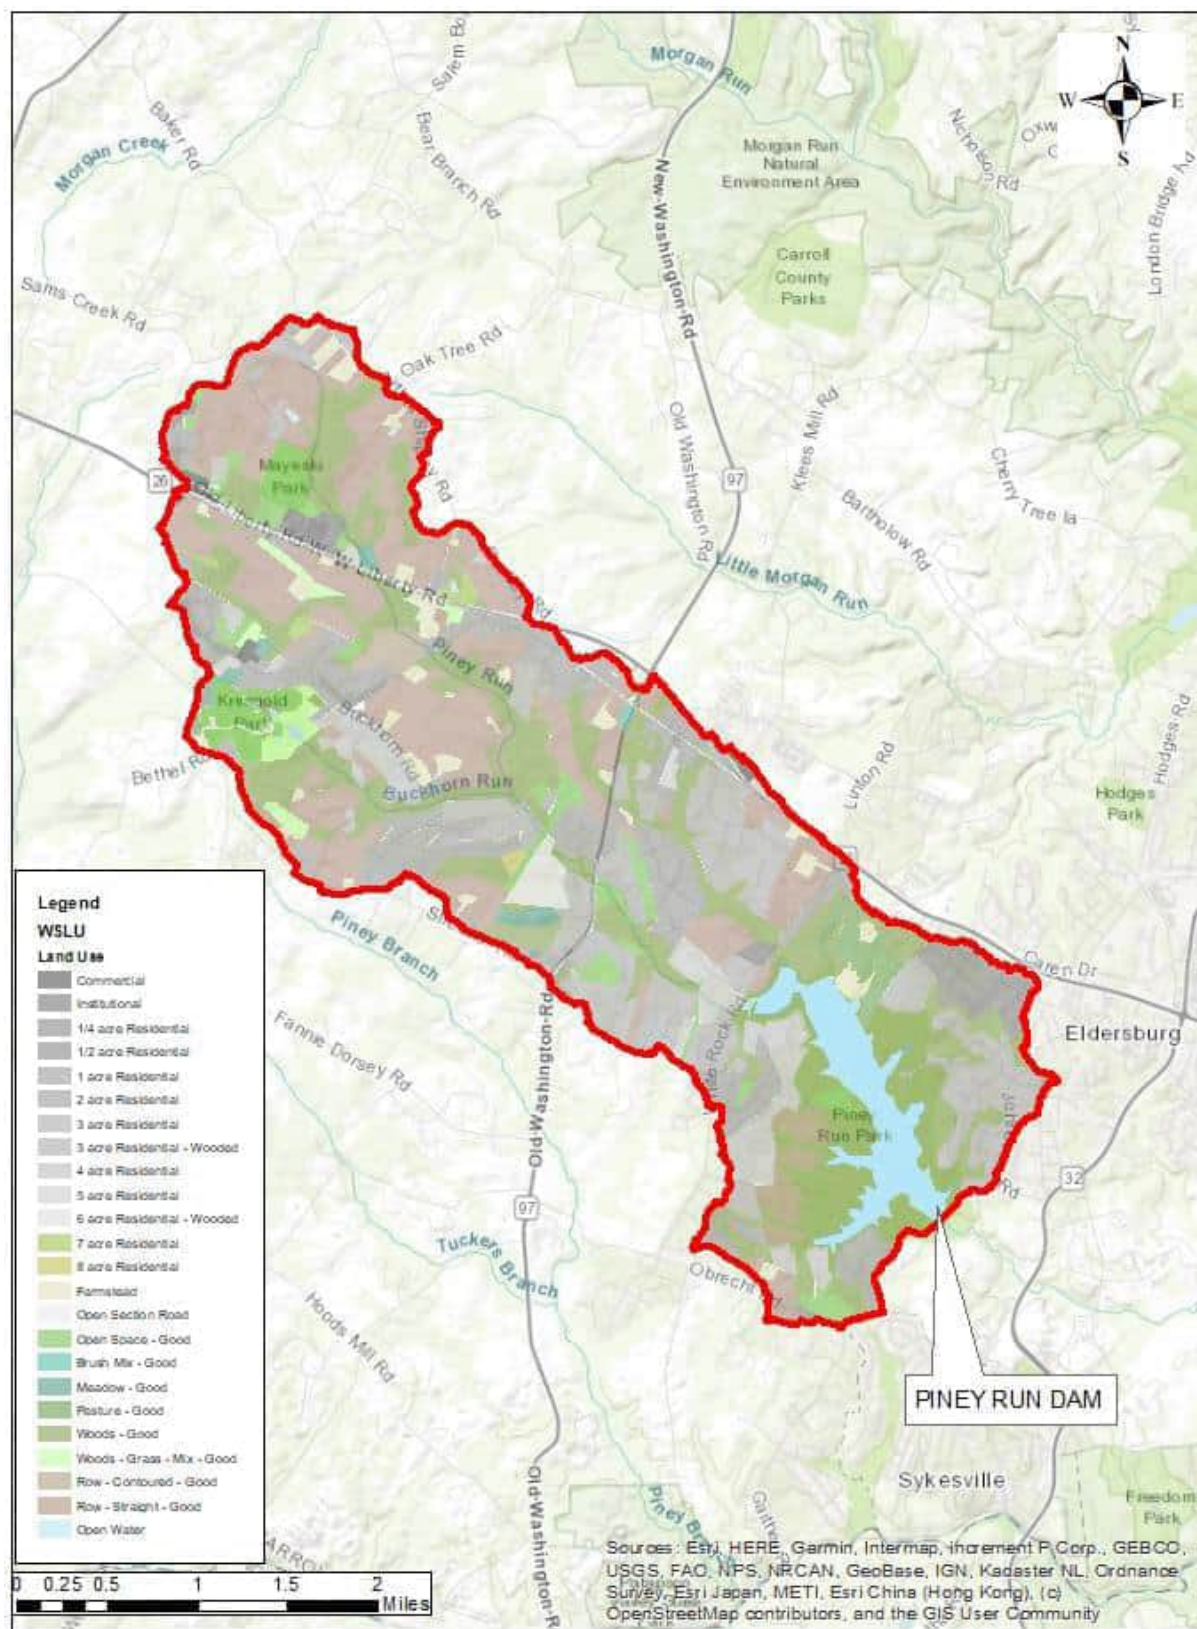 Morgan Run
Salem Bo
N
W
E
S
Baker Rd
Morgan Creek
Bear Branch Rd
Nicholson Rd
Oxw
Morgan Run
Natural
Environment Area
New-Washington-Rd
London Bridge Rd
Carroll
County
Parks
Sams Creek Rd
Oak Tree Rd
Old Washington Rd
Klees Mill Rd
Cherry Tree la
26
97
Park
Old Liberty Rd
W Liberty Rd
Bartholow Rd
Little Morgan Run
Rd
Piney Run
Park
Buckhorn Rd
Bethel
Buckhorn Run
Linton Rd
Hodges Rd
Hodges
Park
Piney Branch
Caren Dr
Eldersburg
Fannie Dorsey Rd
Old-Washington-Rd
Piney
Run Park
Rd
32
97
Tuckers Branch
Obrecht Rd
Hoods Mill Rd
PINEY RUN DAM
Sykesville
Freedom
Park
Old-Washington-R
Piney Br
Legend
WSLU
Land Use
Commercial
Institutional
1/4 acre Residential
1/2 acre Residential
1 acre Residential
2 acre Residential
3 acre Residential
3 acre Residential - Wooded
4 acre Residential
5 acre Residential
6 acre Residential - Wooded
7 acre Residential
8 acre Residential
Farmstead
Open Section Road
Open Space - Good
Brush Mix - Good
Meadow - Good
Pasture - Good
Woods - Good
Woods - Grass - Mix - Good
Row - Contoured - Good
Row - Straight - Good
Open Water
0 0.25 0.5 1 1.5 2
Miles
Sources: Esri, HERE, Garmin, Intermap, increment P Corp., GEBCO,
USGS, FAO, NPS, NRCAN, GeoBase, IGN, Kadaster NL, Ordnance
Survey, Esri Japan, METI, Esri China (Hong Kong), (c)
OpenStreetMap contributors, and the GIS User Community